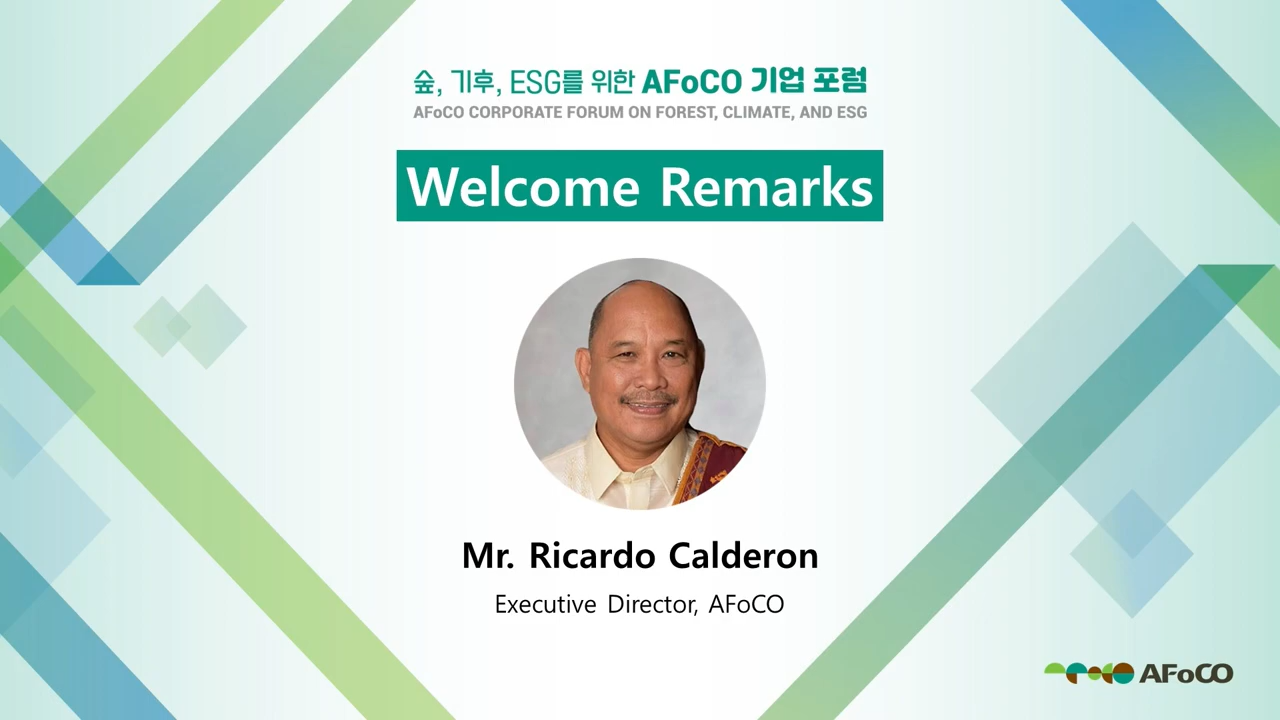 숲, 기후, ESG를 위한 AFoCO 기업 포럼
AFoCO CORPORATE FORUM ON FOREST, CLIMATE, AND ESG
Welcome Remarks
Mr. Ricardo Calderon
Executive Director, AFoCO
AFoCO